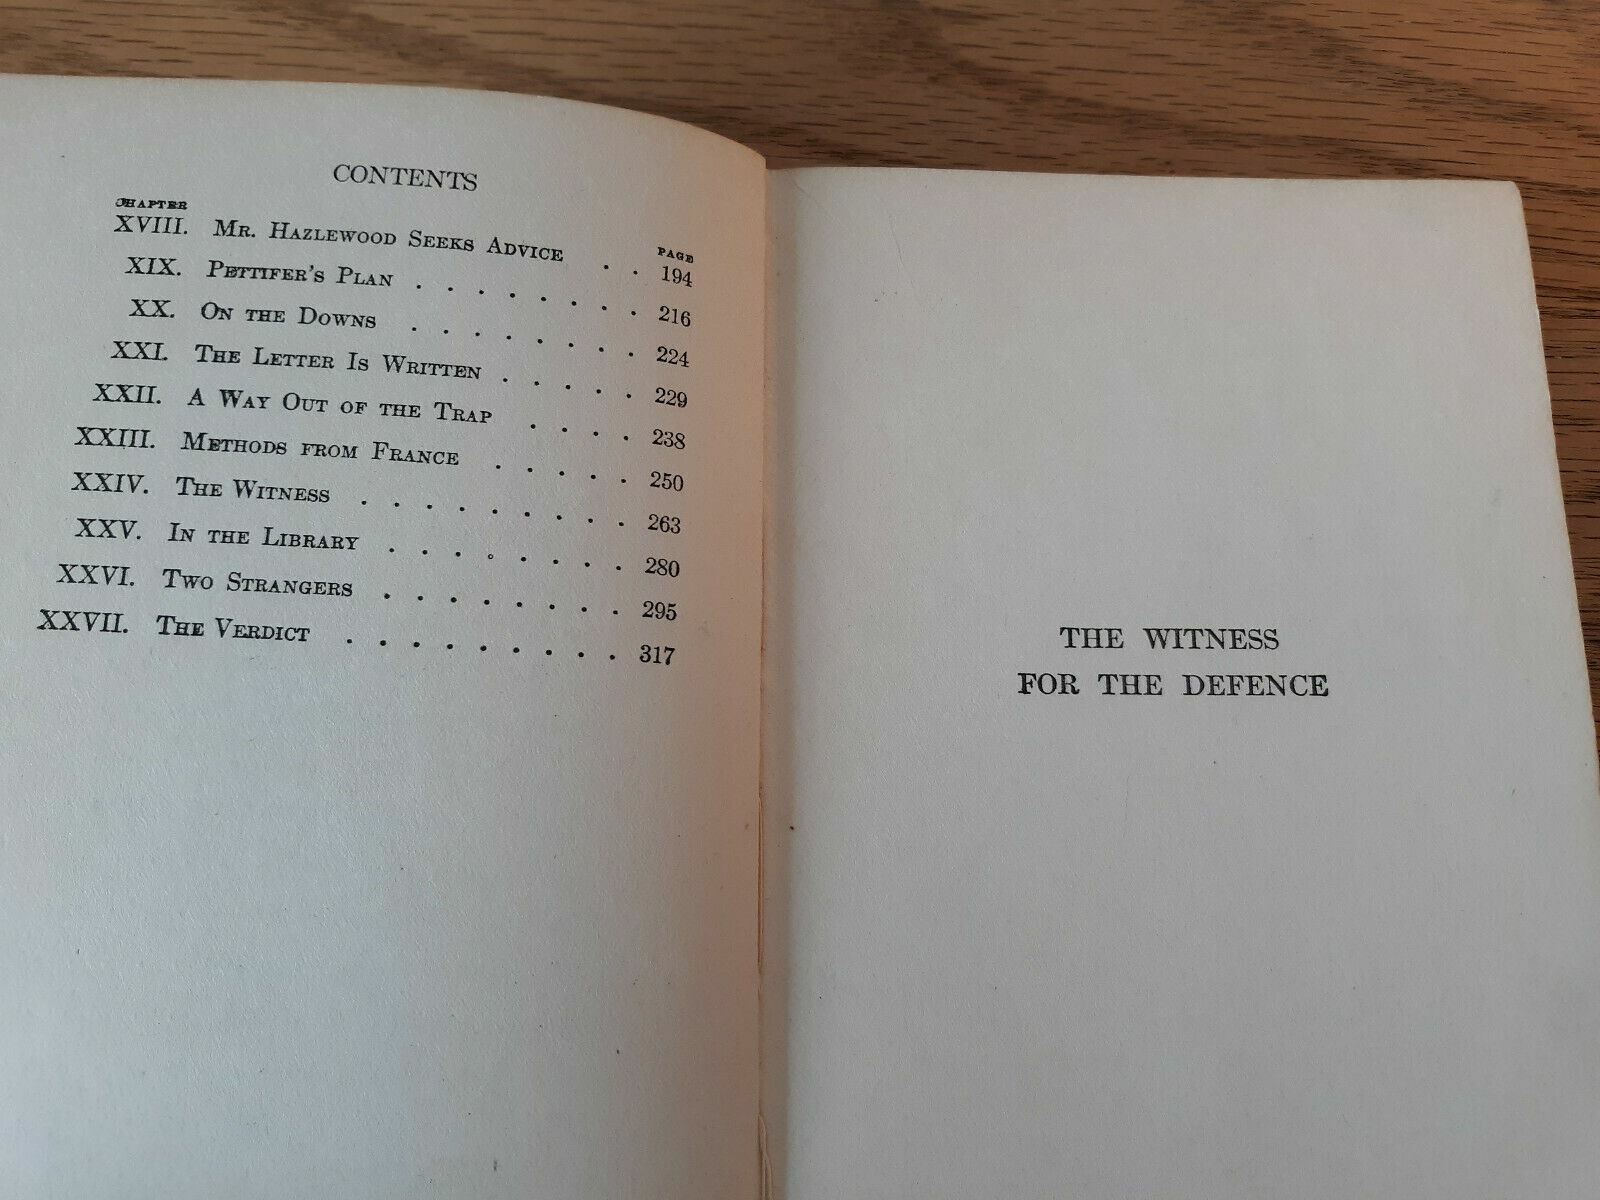 CONTENTS
CHAPTER
PAGE
XVIII. MR. HAZLEWOOD SEEKS ADVICE . . 194
XIX. PETTIFER'S PLAN . . . . . . . . 216
XX. ON THE DOWNS . . . . . . . . 224
XXI. THE LETTER IS WRITTEN . . . . . 229
XXII. A WAY OUT OF THE TRAP . . . . 238
XXIII. METHODS FROM FRANCE . . . . . 250
XXIV. THE WITNESS . . . . . . . . . 263
XXV. IN THE LIBRARY . . . . . . . . 280
XXVI. TWO STRANGERS . . . . . . . . 295
XXVII. THE VERDICT . . . . . . . . . 317
THE WITNESS
FOR THE DEFENCE